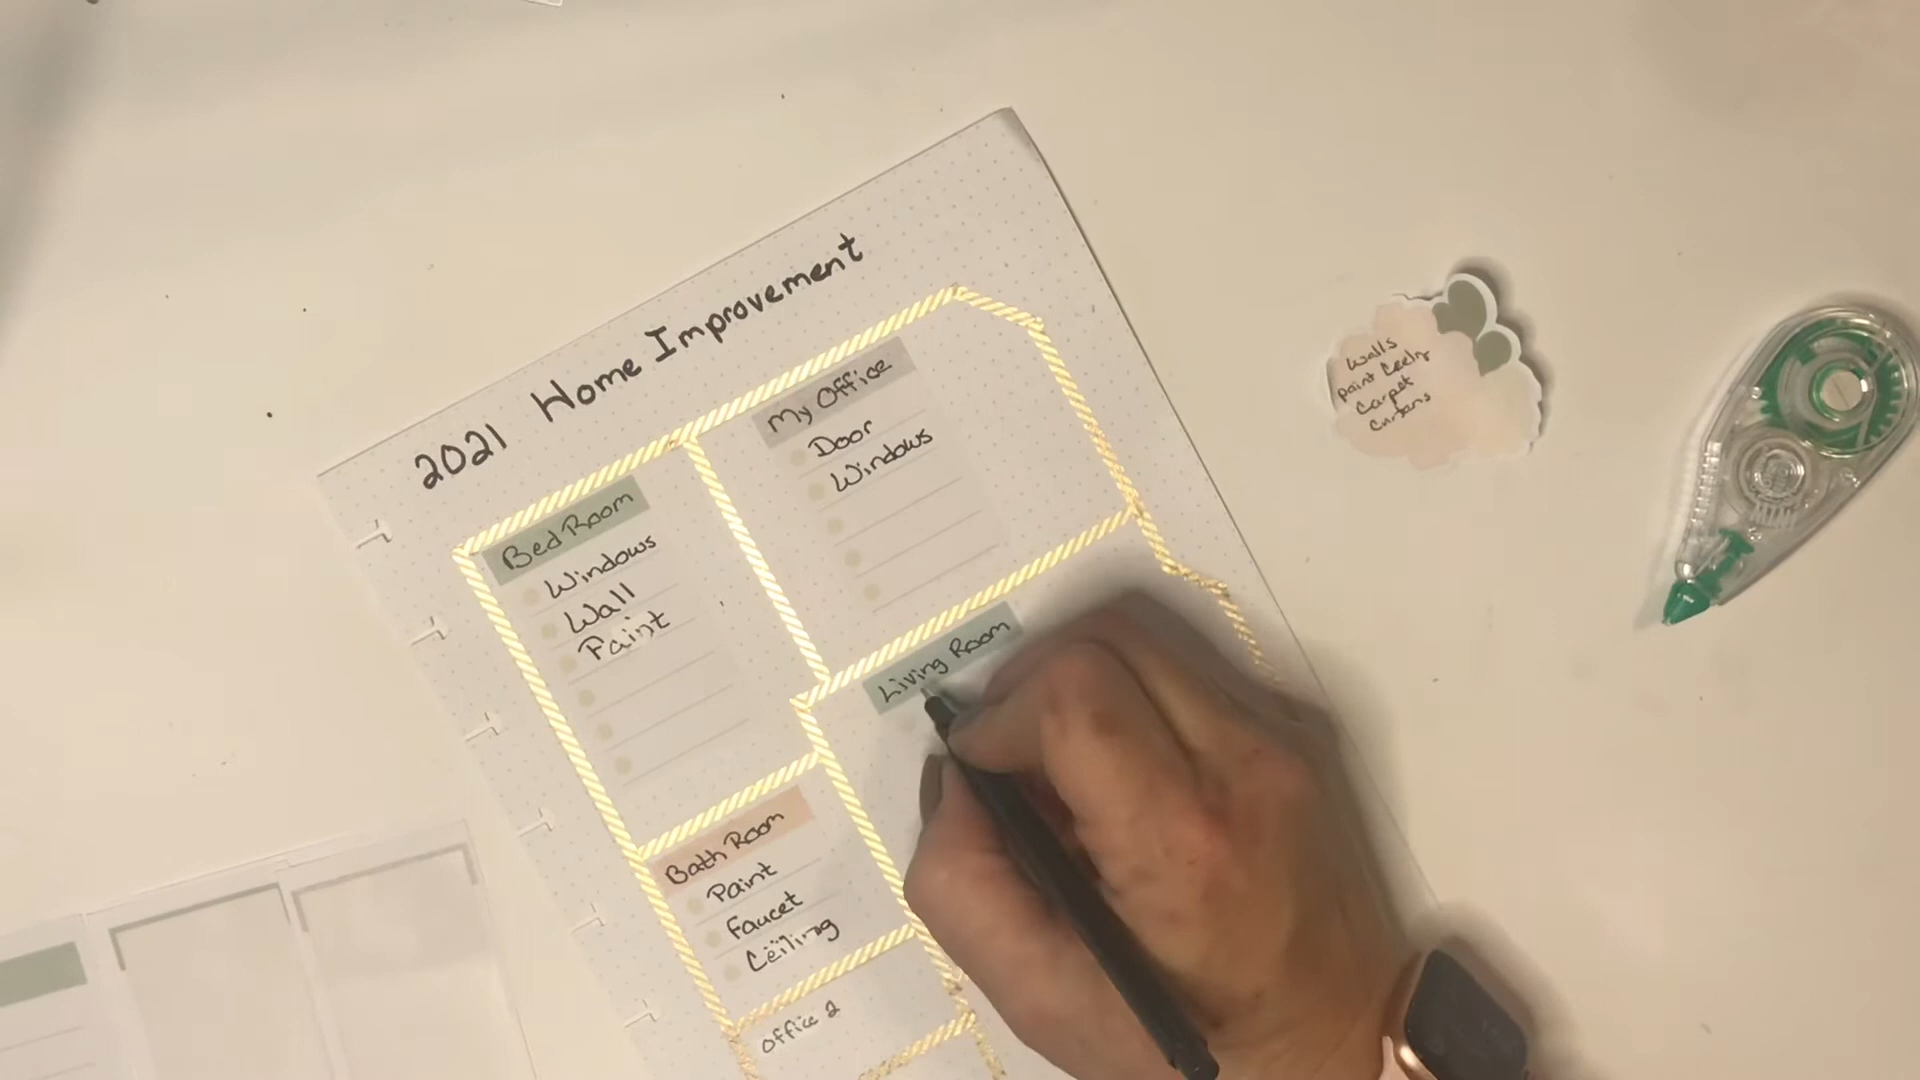 2021 Home Improvement
My Office
Door
Windows
Bed Room
Windows
Wall
Paint
Living Room
Bath Room
Paint
Faucet
Ceiling
Office 2
Walls
paint
Carpet